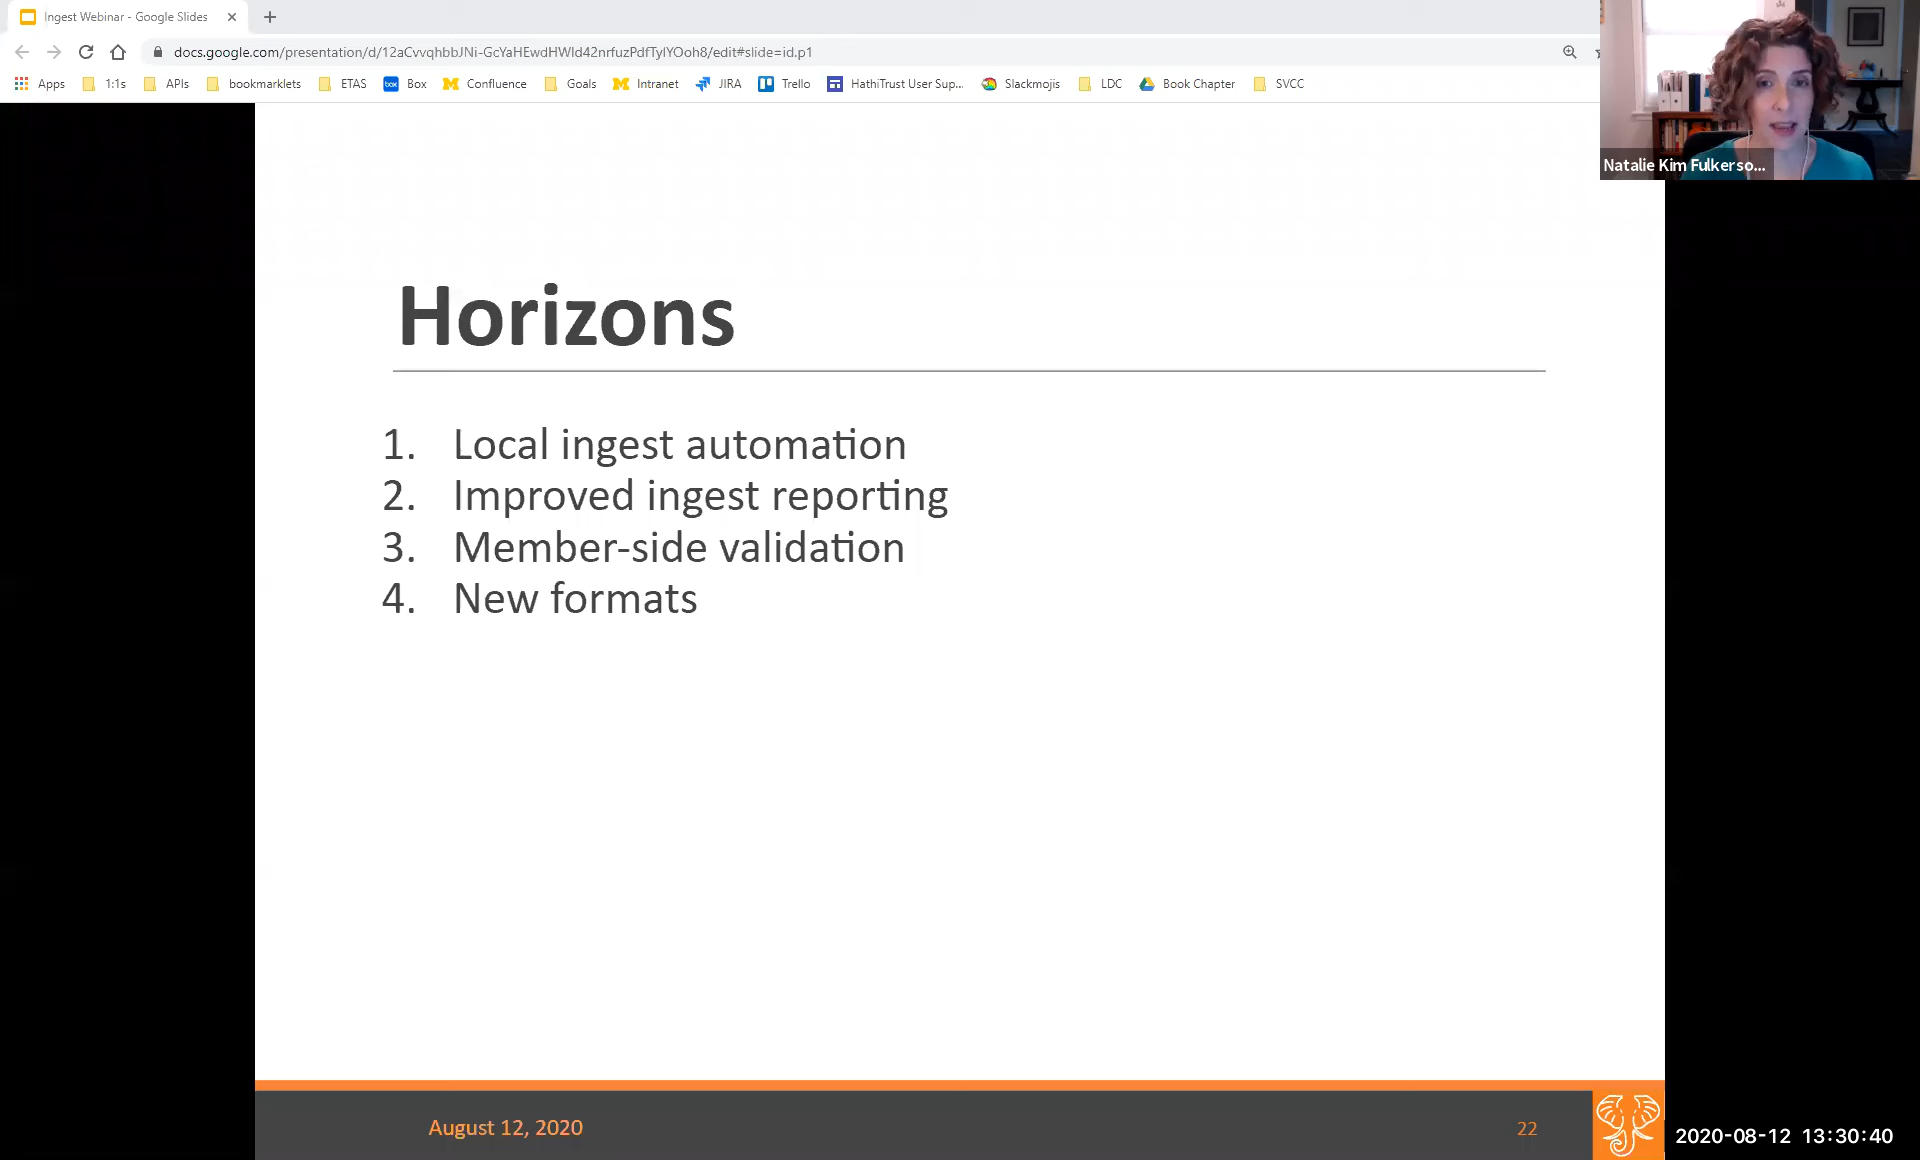 Ingest Webinar - Google Slides
docs.google.com/presentation/d/12aCvvqhbbJNi-GcYaHEwdHWld42nrfuzPdfTylYOoh8/edit#slide=id.p1
Apps 1:1s APIs bookmarklets ETAS box Box Confluence Goals Intranet JIRA Trello HathiTrust User Sup... Slackmojis LDC Book Chapter SVCC
Natalie Kim Fulkerso...
Horizons
1. Local ingest automation
2. Improved ingest reporting
3. Member-side validation
4. New formats
August 12, 2020
22
2020-08-12 13:30:40